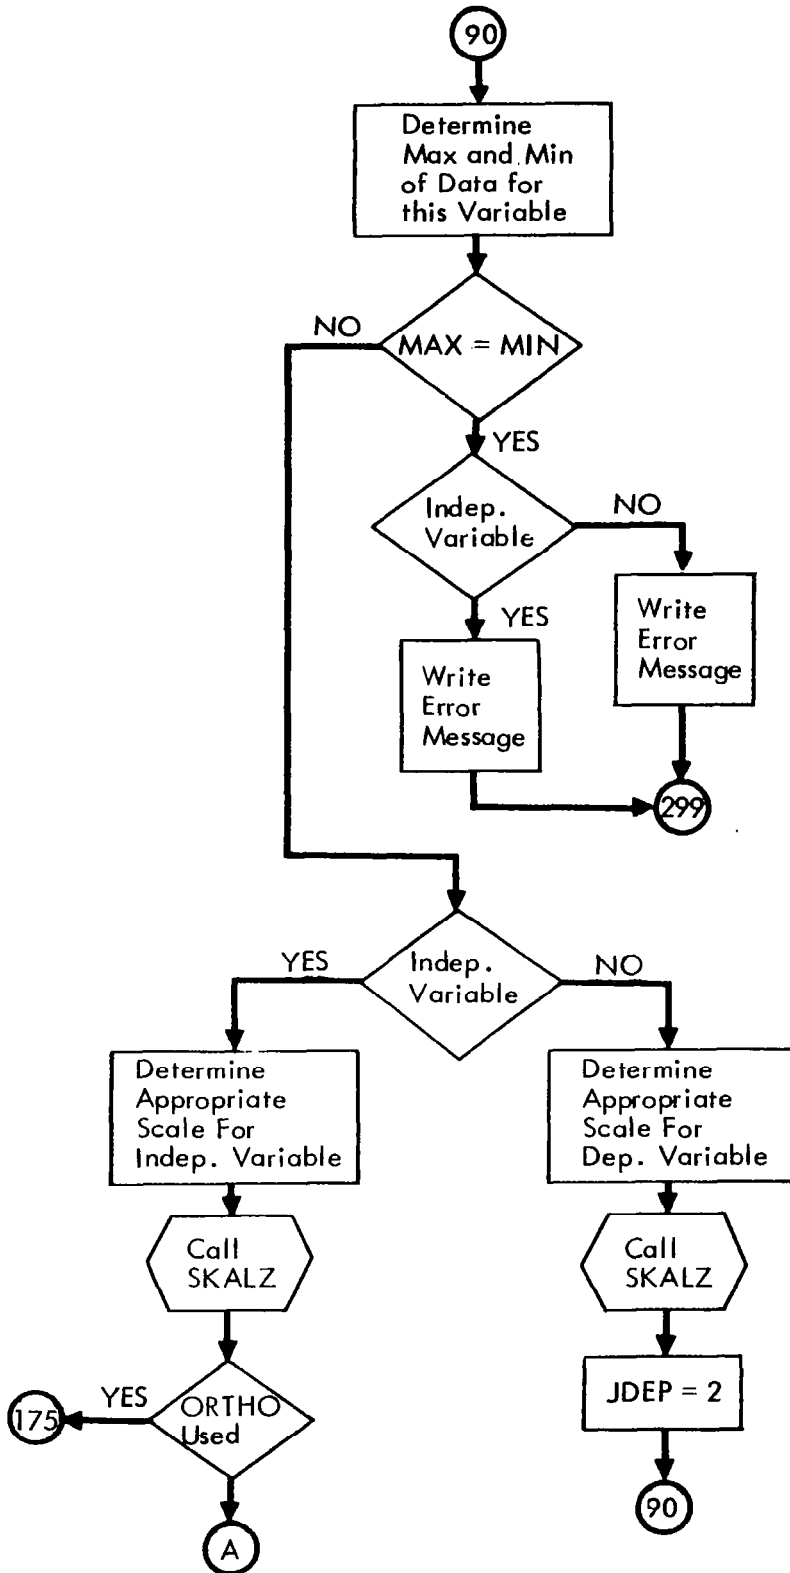 90
Determine
Max and Min
of Data for
this Variable
NO
MAX = MIN
YES
Indep.
Variable
NO
YES
Write
Error
Message
Write
Error
Message
299
YES
Indep.
Variable
NO
Determine
Appropriate
Scale For
Indep. Variable
Determine
Appropriate
Scale For
Dep. Variable
Call
SKALZ
Call
SKALZ
175
YES
ORTHO
Used
JDEP = 2
90
A